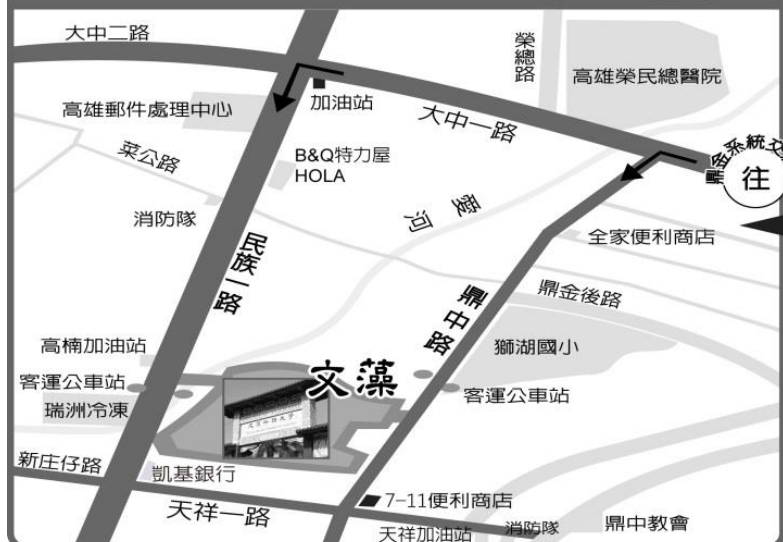 大中二路
榮總路
高雄榮民總醫院
加油站
高雄郵件處理中心
大中一路
鼎金系統交
往
B&Q特力屋
HOLA
菜公路
愛河
消防隊
全家便利商店
民族一路
鼎中路
鼎金後路
高楠加油站
獅湖國小
文藻
客運公車站
客運公車站
瑞洲冷凍
新庄仔路
凱基銀行
天祥一路
7-11便利商店
天祥加油站
消防隊
鼎中教會